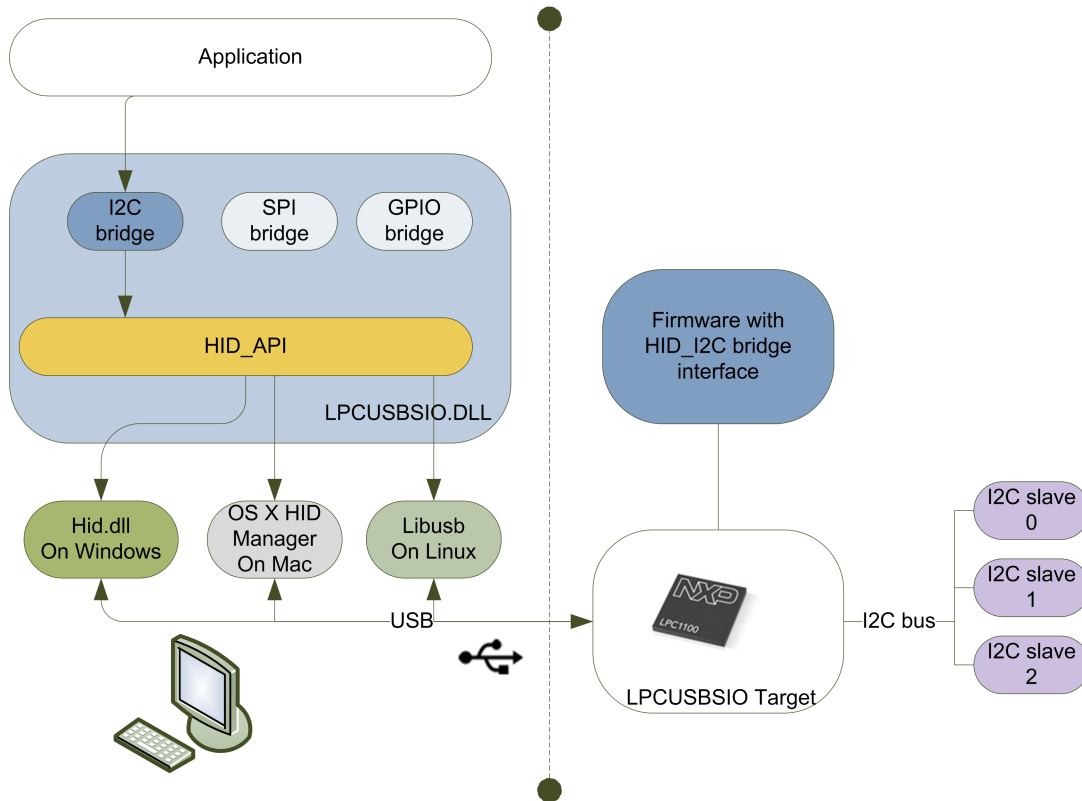 Application
I2C
bridge
SPI
bridge
GPIO
bridge
HID_API
LPCUSBSIO.DLL
Hid.dll
On Windows
OS X HID
Manager
On Mac
Libusb
On Linux
USB
Firmware with
HID_I2C bridge
interface
NXP
LPC1100
LPCUSBSIO Target
I2C bus
I2C slave
0
I2C slave
1
I2C slave
2